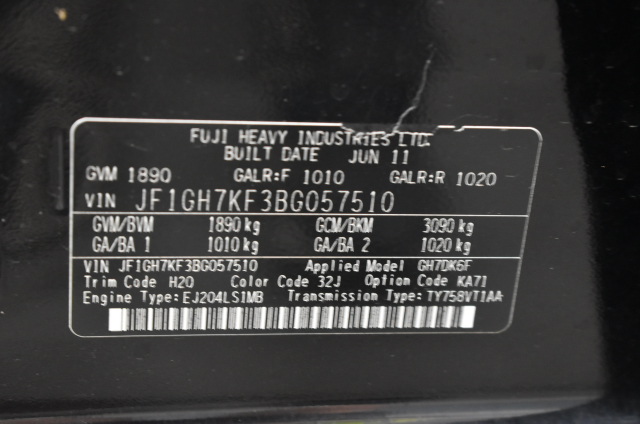 FUJI HEAVY INDUSTRIES LTD.
BUILT DATE JUN 11
GVM 1890 GALR:F 1010 GALR:R 1020
VIN JF1GH7KF3BG057510
GVM/BVM 1890 kg GCM/BKM 3090 kg
GA/BA 1 1010 kg GA/BA 2 1020 kg
VIN JF1GH7KF3BG057510 Applied Model GH7DK6F
Trim Code H20 Color Code 32J Option Code KA71
Engine Type:EJ204LS1MB Transmission Type:TY758VT1AA